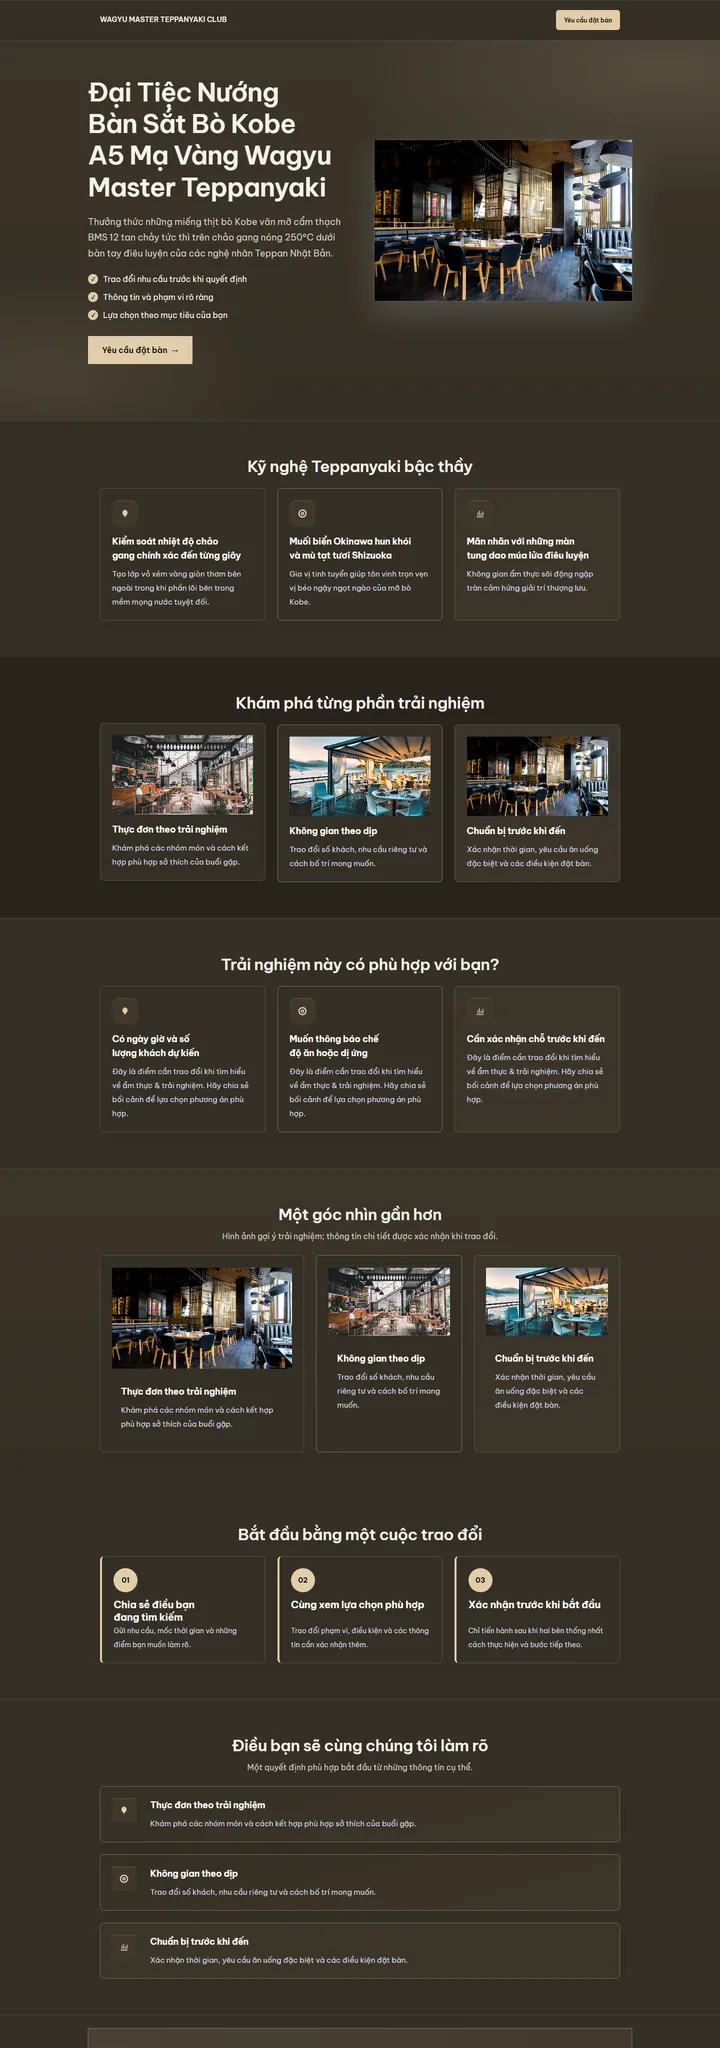 WAGYU MASTER TEPPANYAKI CLUB
Yêu cầu đặt bàn
Đại Tiệc Nướng
Bàn Sắt Bò Kobe
A5 Mạ Vàng Wagyu
Master Teppanyaki
Thưởng thức những miếng thịt bò Kobe vân mỡ cẩm thạch
BMS 12 tan chảy tức thì trên chảo gang nóng 250°C dưới
bàn tay điêu luyện của các nghệ nhân Teppan Nhật Bản.
Trao đổi nhu cầu trước khi quyết định
Thông tin và phạm vi rõ ràng
Lựa chọn theo mục tiêu của bạn
Yêu cầu đặt bàn →
Kỹ nghệ Teppanyaki bậc thầy
Kiểm soát nhiệt độ chảo
gang chính xác đến từng giây
Tạo lớp vỏ xém vàng giòn thơm bên
ngoài trong khi phần lõi bên trong
mềm mọng nước tuyệt đối.
Muối biển Okinawa hun khói
và mù tạt tươi Shizuoka
Gia vị tinh tuyển giúp tôn vinh trọn vẹn
vị béo ngậy ngọt ngào của mỡ bò
Kobe.
Mãn nhãn với những màn
tung dao múa lửa điêu luyện
Không gian ẩm thực sôi động ngập
tràn cảm hứng giải trí thượng lưu.
Khám phá từng phần trải nghiệm
Thực đơn theo trải nghiệm
Khám phá các nhóm món và cách kết
hợp phù hợp sở thích của buổi gặp.
Không gian theo dịp
Trao đổi số khách, nhu cầu riêng tư và
cách bố trí mong muốn.
Chuẩn bị trước khi đến
Xác nhận thời gian, yêu cầu ăn uống
đặc biệt và các điều kiện đặt bàn.
Trải nghiệm này có phù hợp với bạn?
Có ngày giờ và số
lượng khách dự kiến
Đây là điểm cần trao đổi khi tìm hiểu
về ẩm thực & trải nghiệm. Hãy chia sẻ
bối cảnh để lựa chọn phương án phù
hợp.
Muốn thông báo chế
độ ăn hoặc dị ứng
Đây là điểm cần trao đổi khi tìm hiểu
về ẩm thực & trải nghiệm. Hãy chia sẻ
bối cảnh để lựa chọn phương án phù
hợp.
Cần xác nhận chỗ trước khi đến
Đây là điểm cần trao đổi khi tìm hiểu
về ẩm thực & trải nghiệm. Hãy chia sẻ
bối cảnh để lựa chọn phương án phù
hợp.
Một góc nhìn gần hơn
Hình ảnh gợi ý trải nghiệm; thông tin chi tiết được xác nhận khi trao đổi.
Thực đơn theo trải nghiệm
Khám phá các nhóm món và cách kết hợp
phù hợp sở thích của buổi gặp.
Không gian theo dịp
Trao đổi số khách, nhu cầu
riêng tư và cách bố trí mong
muốn.
Chuẩn bị trước khi đến
Xác nhận thời gian, yêu cầu
ăn uống đặc biệt và các
điều kiện đặt bàn.
Bắt đầu bằng một cuộc trao đổi
01
Chia sẻ điều bạn
đang tìm kiếm
Gửi nhu cầu, mốc thời gian và những
điểm bạn muốn làm rõ.
02
Cùng xem lựa chọn phù hợp
Trao đổi phạm vi, điều kiện và các thông
tin cần xác nhận thêm.
03
Xác nhận trước khi bắt đầu
Chỉ tiến hành sau khi hai bên thống nhất
cách thực hiện và bước tiếp theo.
Điều bạn sẽ cùng chúng tôi làm rõ
Một quyết định phù hợp bắt đầu từ những thông tin cụ thể.
Thực đơn theo trải nghiệm
Khám phá các nhóm món và cách kết hợp phù hợp sở thích của buổi gặp.
Không gian theo dịp
Trao đổi số khách, nhu cầu riêng tư và cách bố trí mong muốn.
Chuẩn bị trước khi đến
Xác nhận thời gian, yêu cầu ăn uống đặc biệt và các điều kiện đặt bàn.